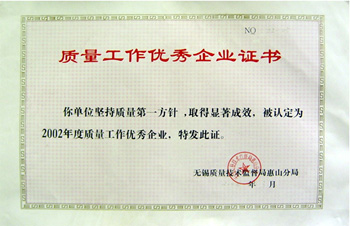 NQ
质量工作优秀企业证书
你单位坚持质量第一方针，取得显著成效，被认定为
2002年度质量工作优秀企业，特发此证。
无锡质量技术监督局惠山分局
年 月